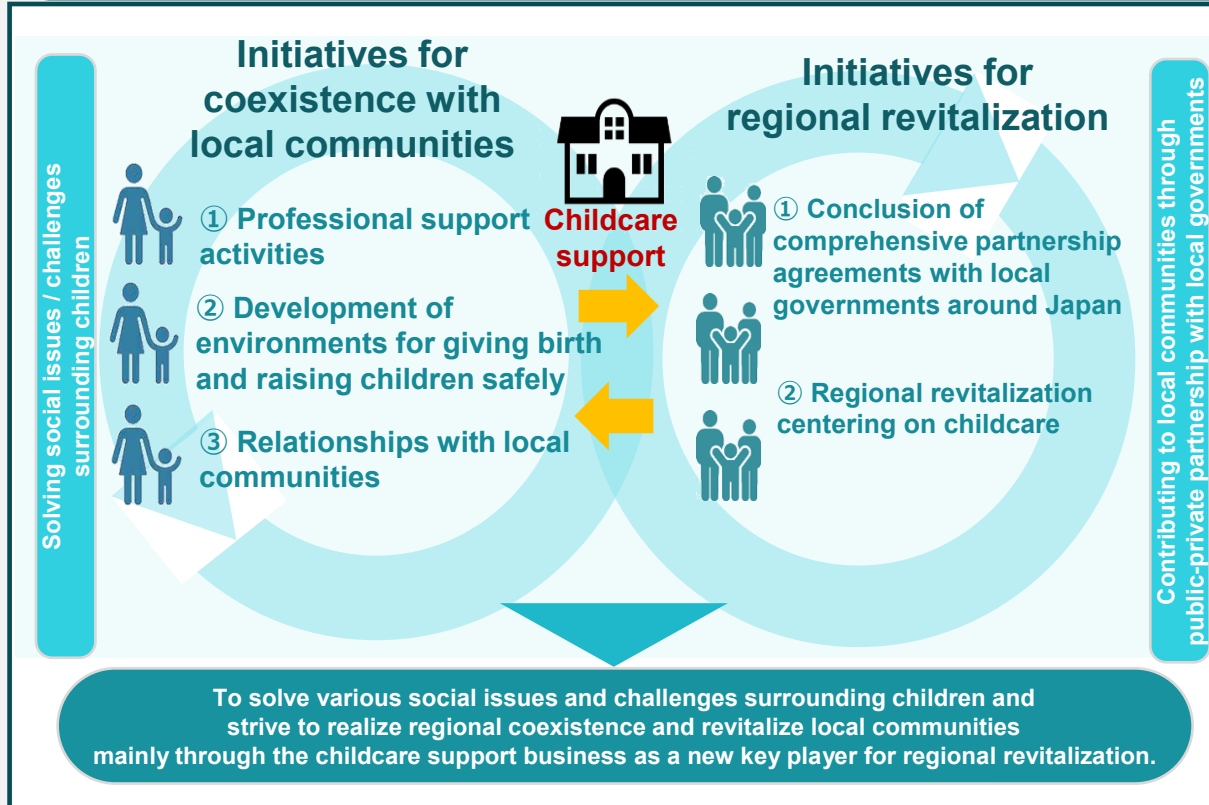 Solving social issues / challenges
surrounding children
Initiatives for
coexistence with
local communities
① Professional support
activities
② Development of
environments for giving birth
and raising children safely
③ Relationships with local
communities
Childcare
support
Initiatives for
regional revitalization
① Conclusion of
comprehensive partnership
agreements with local
governments around Japan
② Regional revitalization
centering on childcare
Contributing to local communities through
public-private partnership with local governments
To solve various social issues and challenges surrounding children and
strive to realize regional coexistence and revitalize local communities
mainly through the childcare support business as a new key player for regional revitalization.